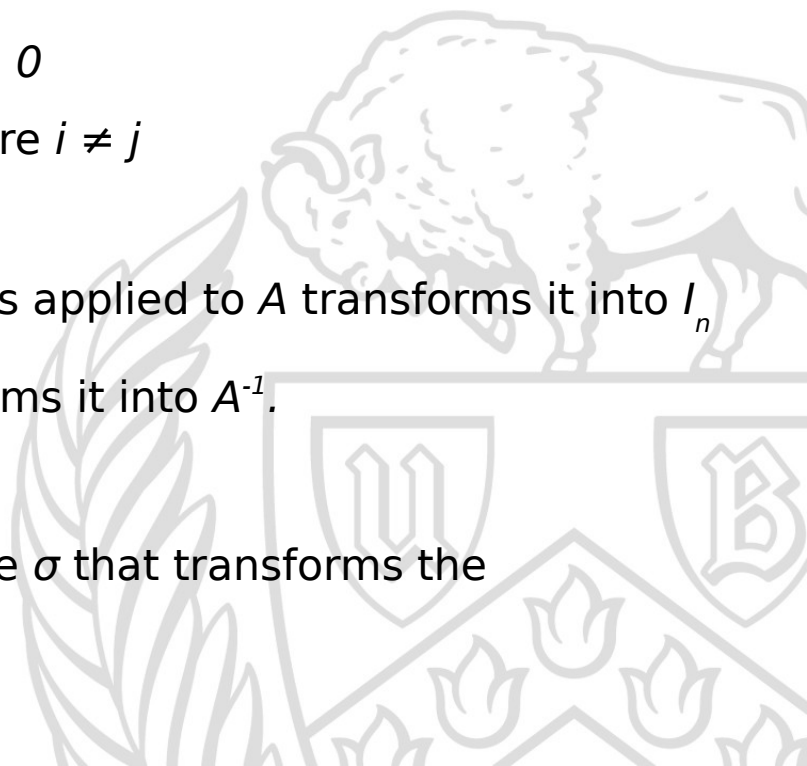 0
re i ≠ j
s applied to A transforms it into Iₙ
ms it into A⁻¹.
e σ that transforms the
U B